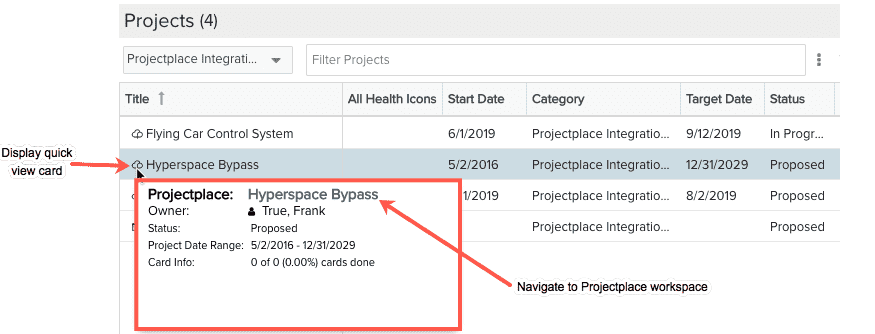 Projects (4)
Projectplace Integrati...
Filter Projects
Title All Health Icons Start Date Category Target Date Status
Flying Car Control System 6/1/2019 Projectplace Integratio... 9/12/2019 In Progr...
Display quick
view card
Hyperspace Bypass 5/2/2016 Projectplace Integratio... 12/31/2029 Proposed
Projectplace: Hyperspace Bypass
1/2019 Projectplace Integratio... 8/2/2019 Proposed
Owner: True, Frank
Status: Proposed
Projectplace Integratio... Proposed
Project Date Range: 5/2/2016 - 12/31/2029
Card Info: 0 of 0 (0.00%) cards done
Navigate to Projectplace workspace